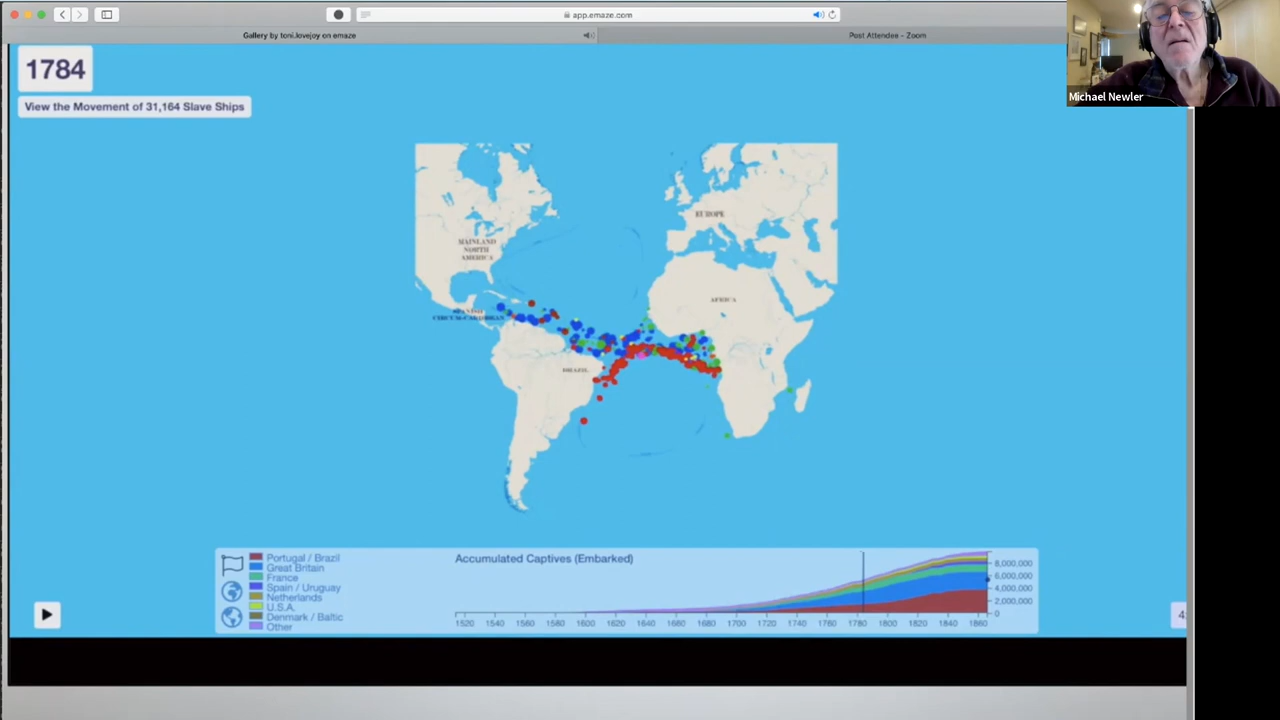 app.emaze.com
Gallery by toni.lovejoy on emaze
Post Attendee - Zoom
Michael Newler
1784
View the Movement of 31,164 Slave Ships
EUROPE
MAINLAND
NORTH
AMERICA
AFRICA
SPANISH
CIRCUM-CARIBBEAN
BRAZIL
Portugal / Brazil
Great Britain
France
Spain / Uruguay
Netherlands
U.S.A.
Denmark / Baltic
Other
Accumulated Captives (Embarked)
8,000,000
6,000,000
4,000,000
2,000,000
0
1520 1540 1560 1580 1600 1620 1640 1660 1680 1700 1720 1740 1760 1780 1800 1820 1840 1860